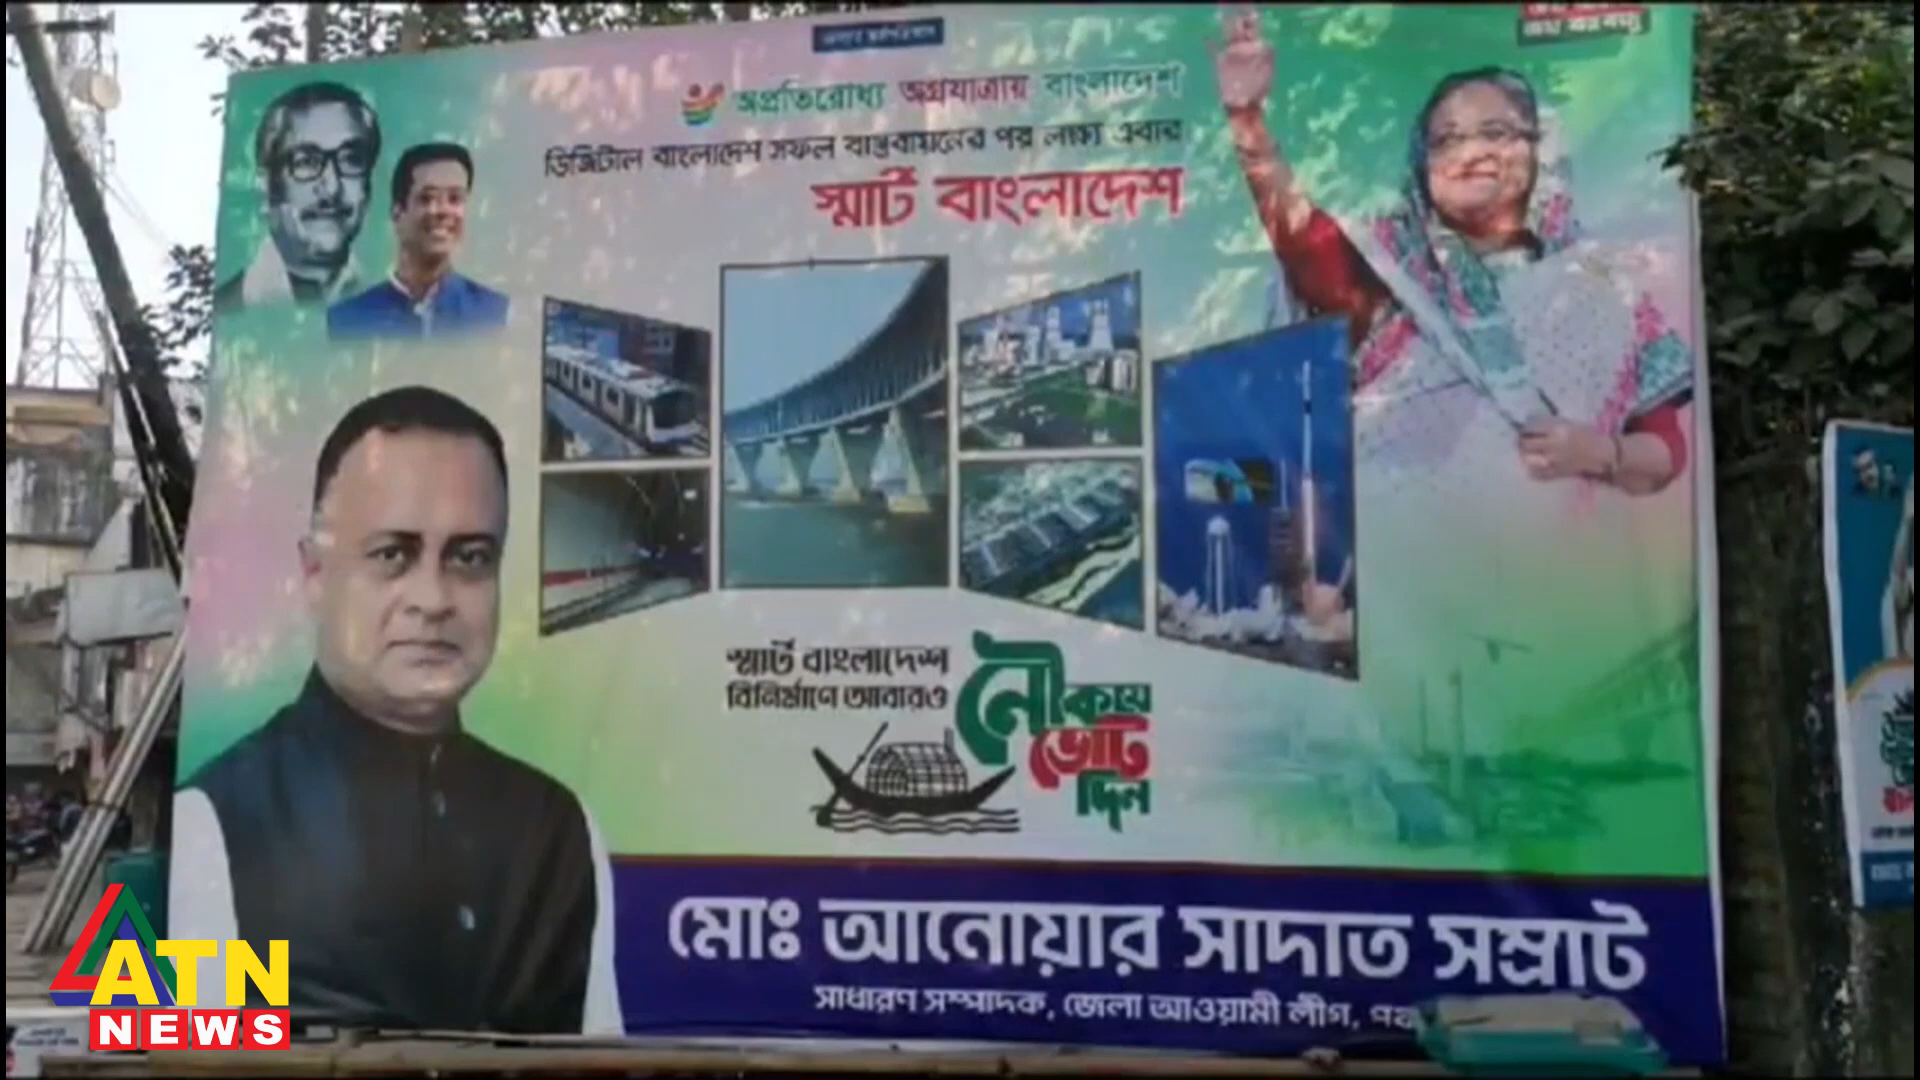 অপ্রতিরোধ্য অগ্রযাত্রায় বাংলাদেশ
ডিজিটাল বাংলাদেশ সফল বাস্তবায়নের পর লক্ষ্য এবার
স্মার্ট বাংলাদেশ
স্মার্ট বাংলাদেশ
বিনির্মাণে আবারও
নৌকায়
ভোট
দিন
মোঃ আনোয়ার সাদাত সম্রাট
সাধারণ সম্পাদক, জেলা আওয়ামী লীগ,
ATN
NEWS